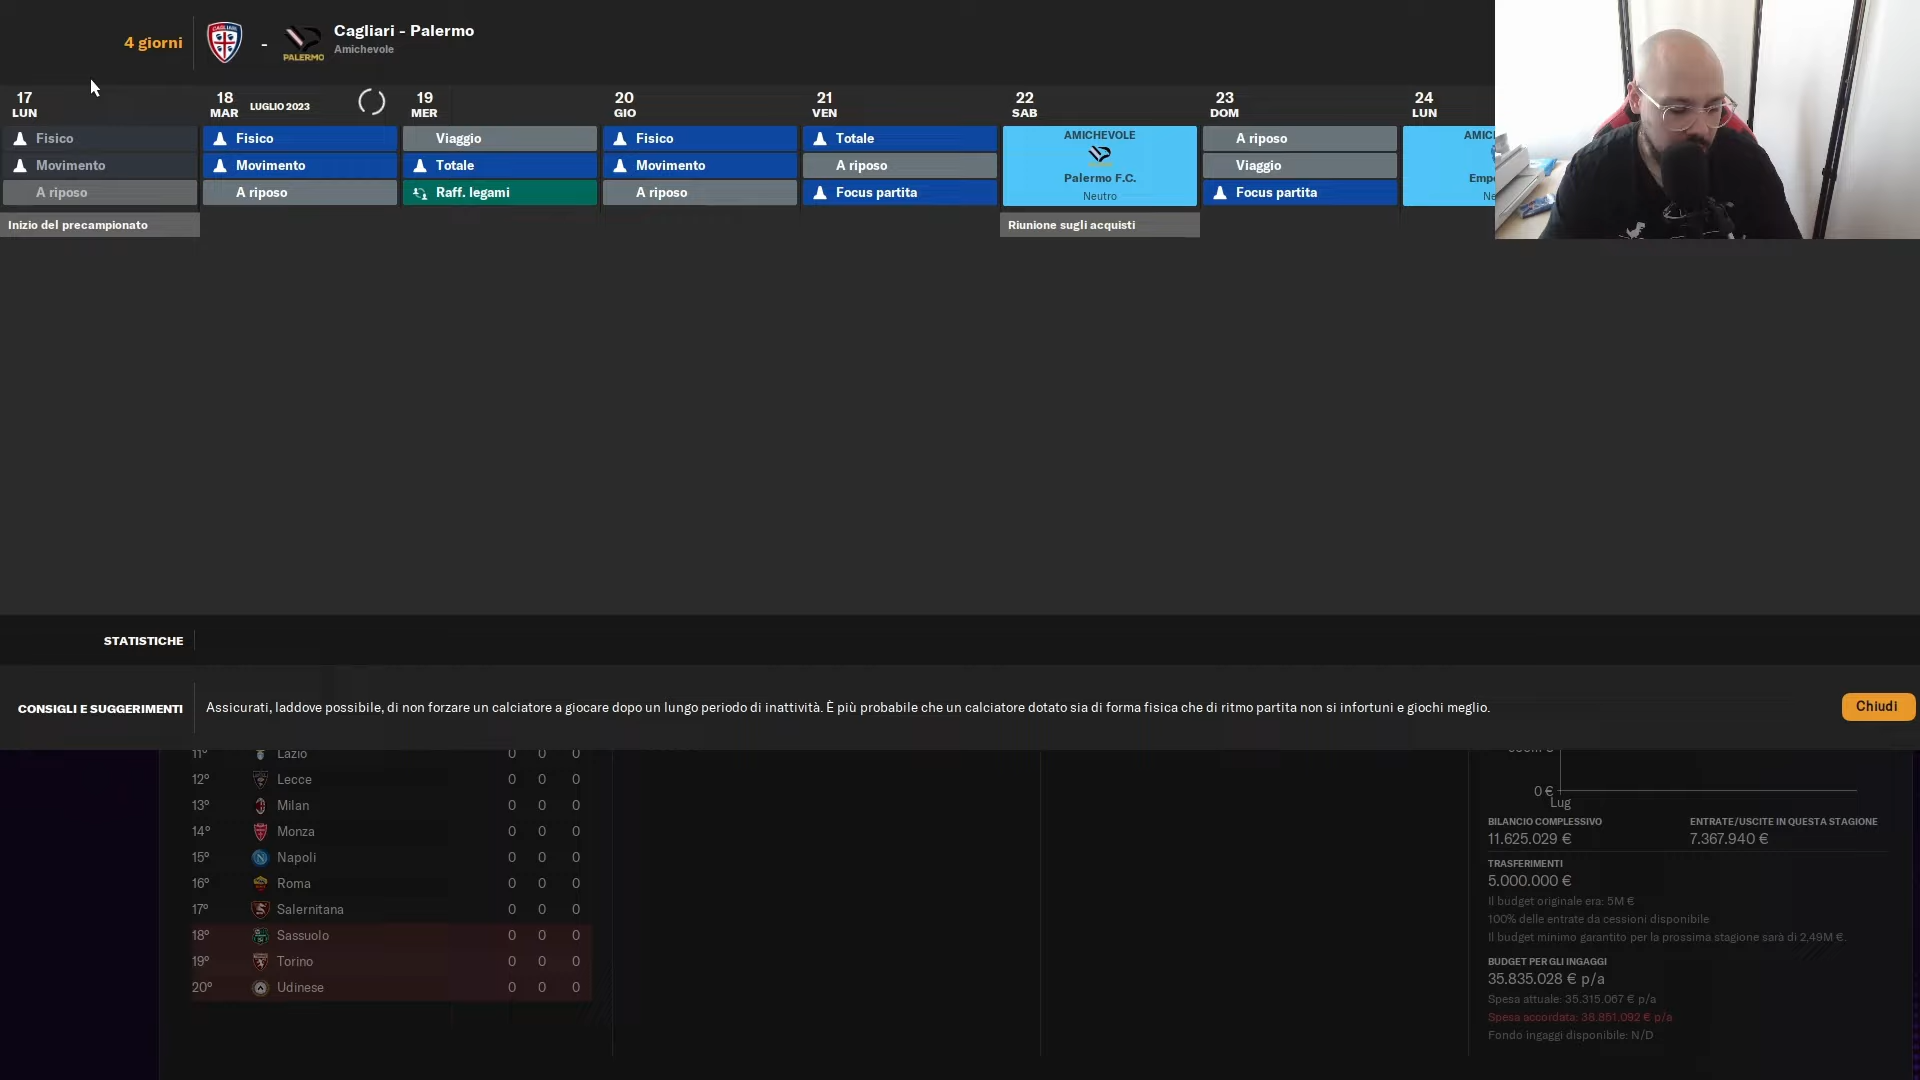 4 giorni
-
PALERMO
Cagliari - Palermo
Amichevole
17
LUN
Fisico
Movimento
A riposo
Inizio del precampionato
18
MAR
LUGLIO 2023
Fisico
Movimento
A riposo
19
MER
Viaggio
Totale
Raff. legami
20
GIO
Fisico
Movimento
A riposo
21
VEN
Totale
A riposo
Focus partita
22
SAB
AMICHEVOLE
Palermo F.C.
Neutro
Riunione sugli acquisti
23
DOM
A riposo
Viaggio
Focus partita
24
LUN
STATISTICHE
CONSIGLI E SUGGERIMENTI
Assicurati, laddove possibile, di non forzare un calciatore a giocare dopo un lungo periodo di inattività. È più probabile che un calciatore dotato sia di forma fisica che di ritmo partita non si infortuni e giochi meglio.
Chiudi
11º Lazio 0 0 0
12º Lecce 0 0 0
13º Milan 0 0 0
14º Monza 0 0 0
15º Napoli 0 0 0
16º Roma 0 0 0
17º Salernitana 0 0 0
18º Sassuolo 0 0 0
19º Torino 0 0 0
20º Udinese 0 0 0
0 €
Lug
BILANCIO COMPLESSIVO
11.625.029 €
ENTRATE/USCITE IN QUESTA STAGIONE
7.367.940 €
TRASFERIMENTI
5.000.000 €
Il budget originale era: 5M €
100% delle entrate da cessioni disponibile
Il budget minimo garantito per la prossima stagione sarà di 2,49M €.
BUDGET PER GLI INGAGGI
35.835.028 € p/a
Spesa attuale: 35.315.067 € p/a
Spesa accordata: 38.851.092 € p/a
Fondo ingaggi disponibile: N/D